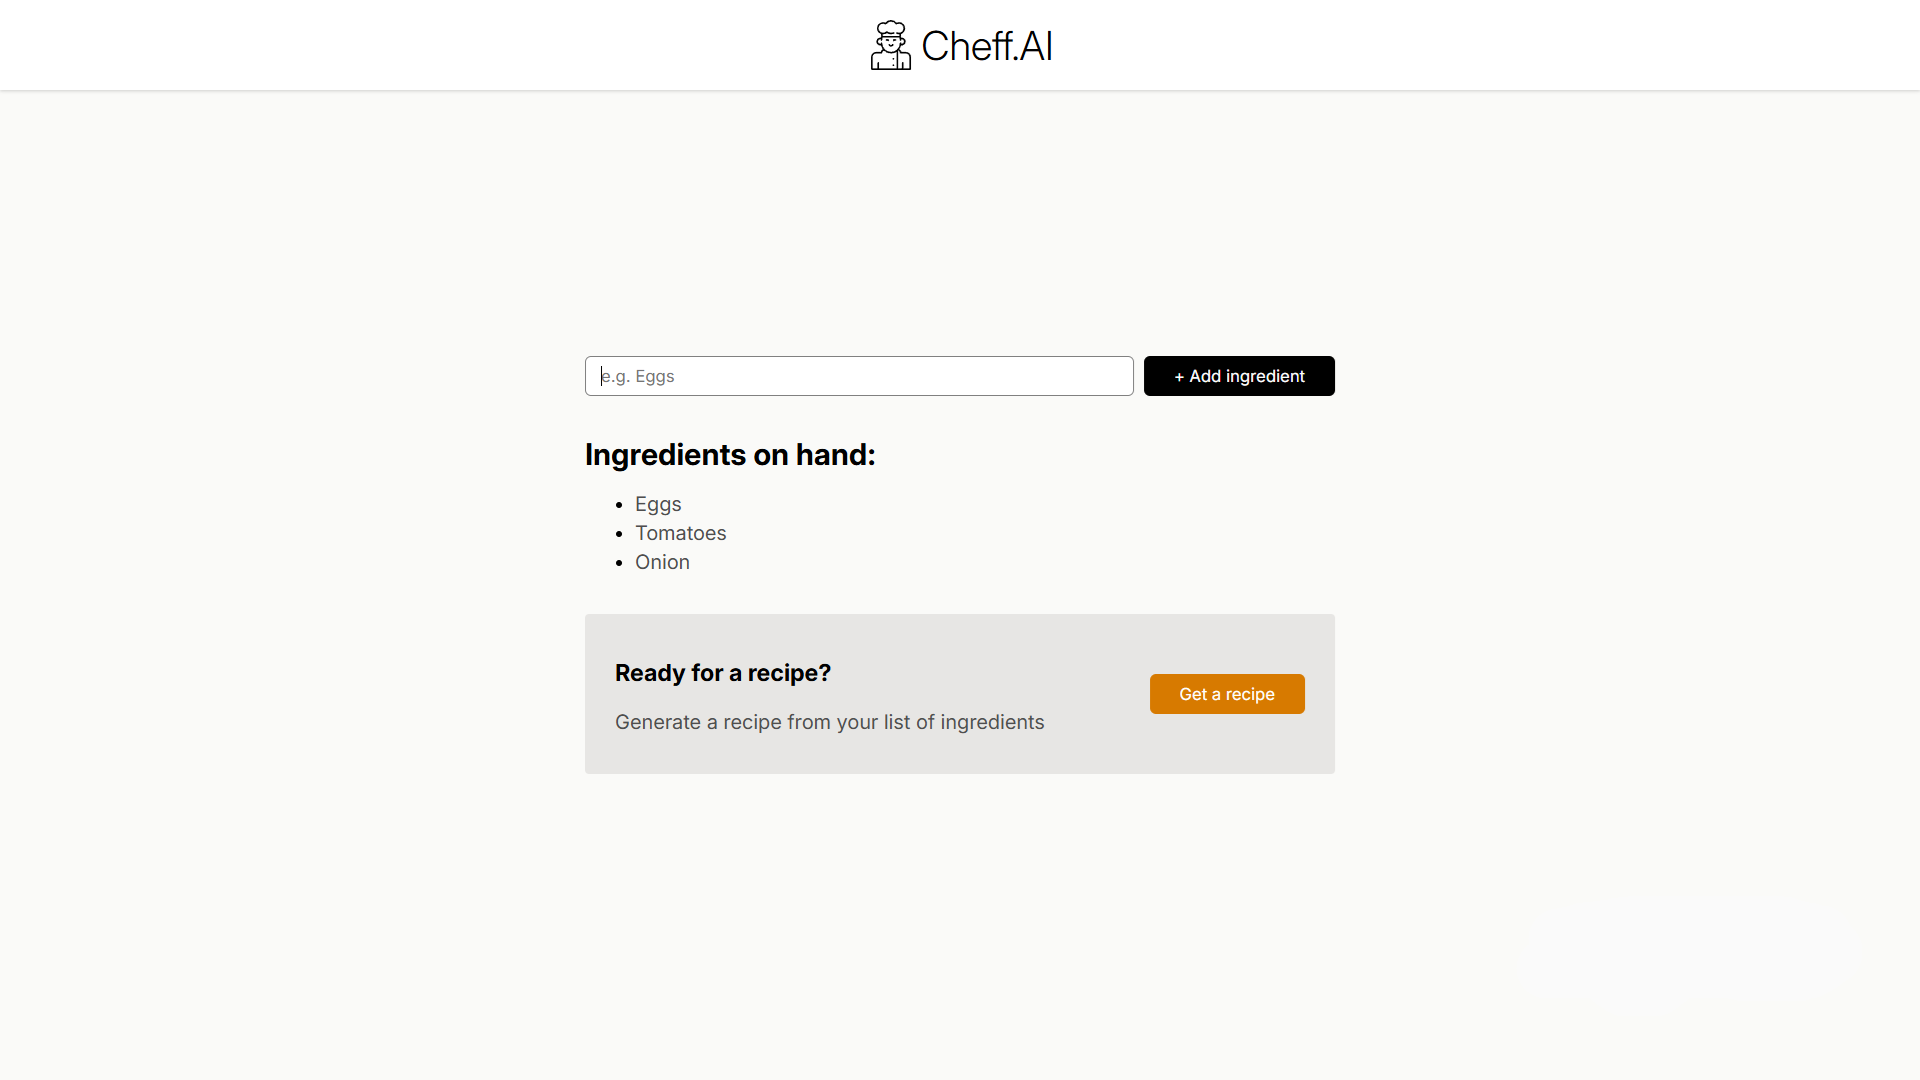 Cheff.AI
e.g. Eggs
+ Add ingredient
Ingredients on hand:
• Eggs
• Tomatoes
• Onion
Ready for a recipe?
Get a recipe
Generate a recipe from your list of ingredients